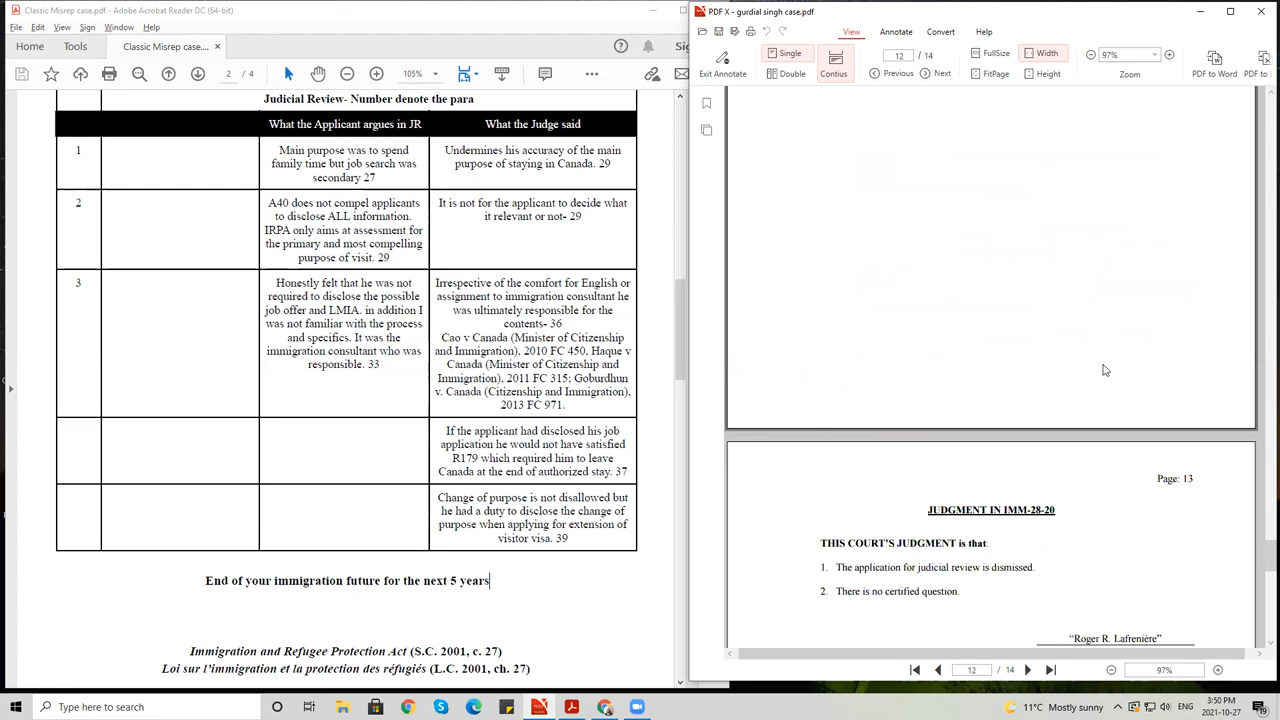 Classic Misrep case.pdf - Adobe Acrobat Reader DC (64-bit)
File Edit View Sign Window Help
Home Tools Classic Misrep case.... ×
2 / 4 105%
Judicial Review- Number denote the para
What the Applicant argues in JR What the Judge said
1
Main purpose was to spend
family time but job search was
secondary 27
Undermines his accuracy of the main
purpose of staying in Canada. 29
2
A40 does not compel applicants
to disclose ALL information.
IRPA only aims at assessment for
the primary and most compelling
purpose of visit. 29
It is not for the applicant to decide what
it relevant or not- 29
3
Honestly felt that he was not
required to disclose the possible
job offer and LMIA. in addition I
was not familiar with the process
and specifics. It was the
immigration consultant who was
responsible. 33
Irrespective of the comfort for English or
assignment to immigration consultant he
was ultimately responsible for the
contents- 36
Cao v Canada (Minister of Citizenship
and Immigration), 2010 FC 450, Haque v
Canada (Minister of Citizenship and
Immigration), 2011 FC 315; Goburdhun
v. Canada (Citizenship and Immigration),
2013 FC 971.
If the applicant had disclosed his job
application he would not have satisfied
R179 which required him to leave
Canada at the end of authorized stay. 37
Change of purpose is not disallowed but
he had a duty to disclose the change of
purpose when applying for extension of
visitor visa. 39
End of your immigration future for the next 5 years
Immigration and Refugee Protection Act (S.C. 2001, c. 27)
Loi sur l'immigration et la protection des réfugiés (L.C. 2001, ch. 27)
PDF X - gurdial singh case.pdf
View Annotate Convert Help
Exit Annotate
Single
Double
Contius
12 / 14
Previous Next
FullSize Width
FitPage Height
97%
Zoom
PDF to Word
PDF to
Page: 13
JUDGMENT IN IMM-28-20
THIS COURT'S JUDGMENT is that:
1. The application for judicial review is dismissed.
2. There is no certified question.
"Roger R. Lafrenière"
12 / 14 97%
Type here to search
11°C Mostly sunny ENG
3:50 PM
2021-10-27